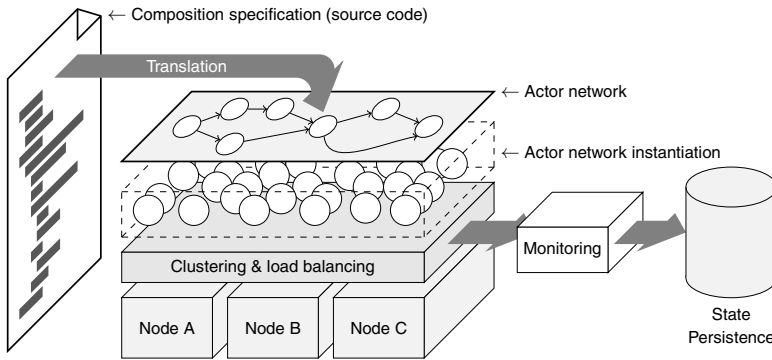 ← Composition specification (source code)
Translation
← Actor network
← Actor network instantiation
Clustering & load balancing
Monitoring
Node A
Node B
Node C
State
Persistence